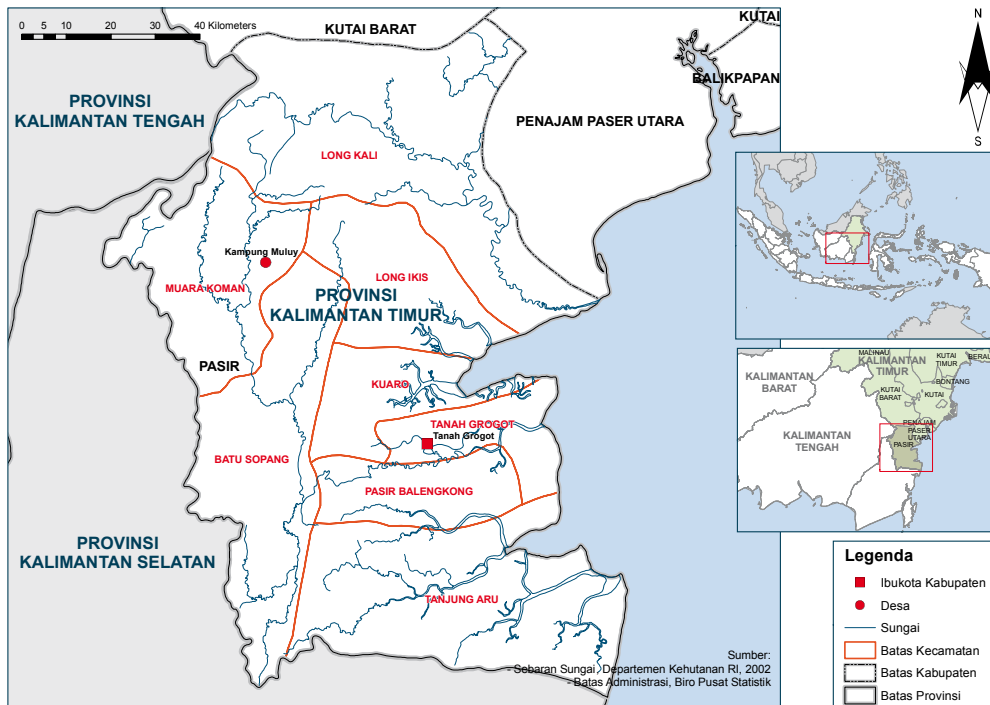 0 5 10 20 30 40 Kilometers
KUTAI BARAT
KUTAI
N
BALIKPAPAN
PROVINSI
KALIMANTAN TENGAH
PENAJAM PASER UTARA
S
LONG KALI
Kampung Muluy
LONG IKIS
MUARA KOMAN
PROVINSI
KALIMANTAN TIMUR
PASIR
KUARO
TANAH GROGOT
Tanah Grogot
BATU SOPANG
PASIR BALENGKONG
PROVINSI
KALIMANTAN SELATAN
TANJUNG ARU
Sumber:
- Sebaran Sungai, Departemen Kehutanan RI, 2002
- Batas Administrasi, Biro Pusat Statistik
MALINAU
KALIMANTAN
TIMUR
KUTAI
TIMUR
BERAU
KALIMANTAN
BARAT
BONTANG
KUTAI
BARAT
KUTAI
PENAJAM
PASER
UTARA
KALIMANTAN
TENGAH
PASIR
Legenda
Ibukota Kabupaten
Desa
Sungai
Batas Kecamatan
Batas Kabupaten
Batas Provinsi